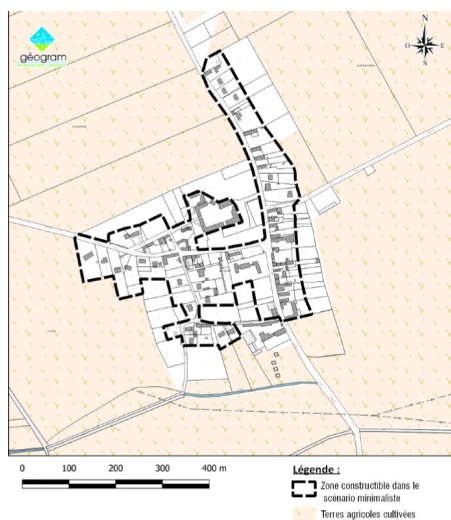 géogram
N
O
E
S
0 100 200 300 400 m
Légende :
Zone constructible dans le
scénario minimaliste
Terres agricoles cultivées